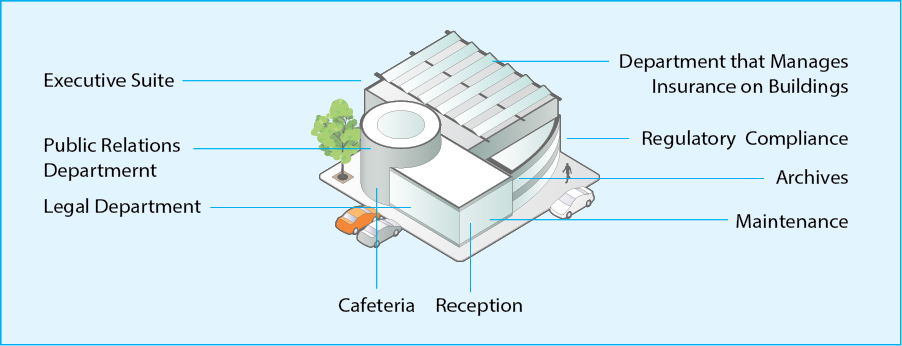 Executive Suite
Department that Manages
Insurance on Buildings
Public Relations
Departmernt
Regulatory Compliance
Archives
Legal Department
Maintenance
Cafeteria
Reception